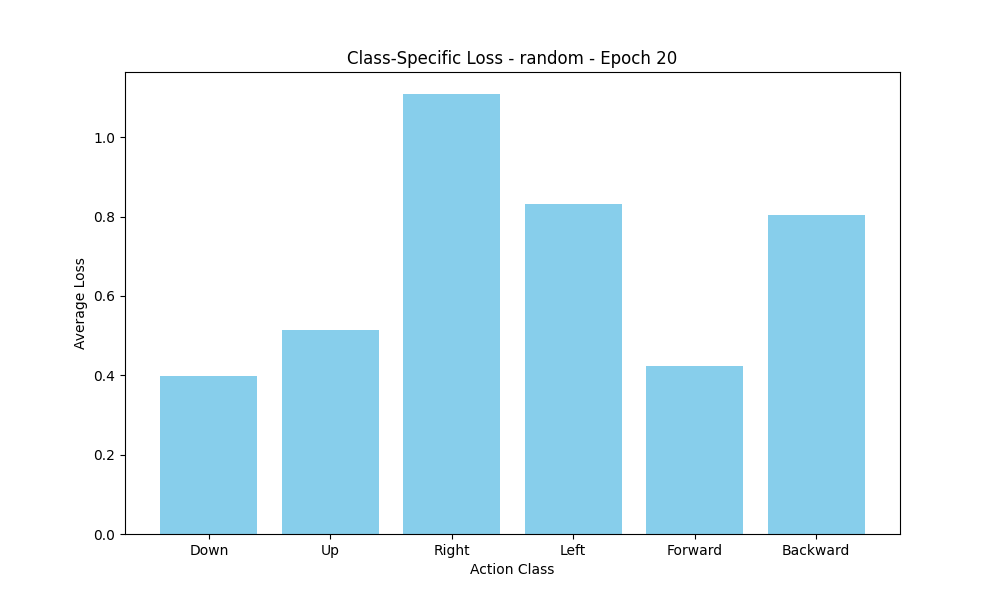 Class-Specific Loss - random - Epoch 20
Average Loss
1.0
0.8
0.6
0.4
0.2
0.0
Down Up Right Left Forward Backward
Action Class